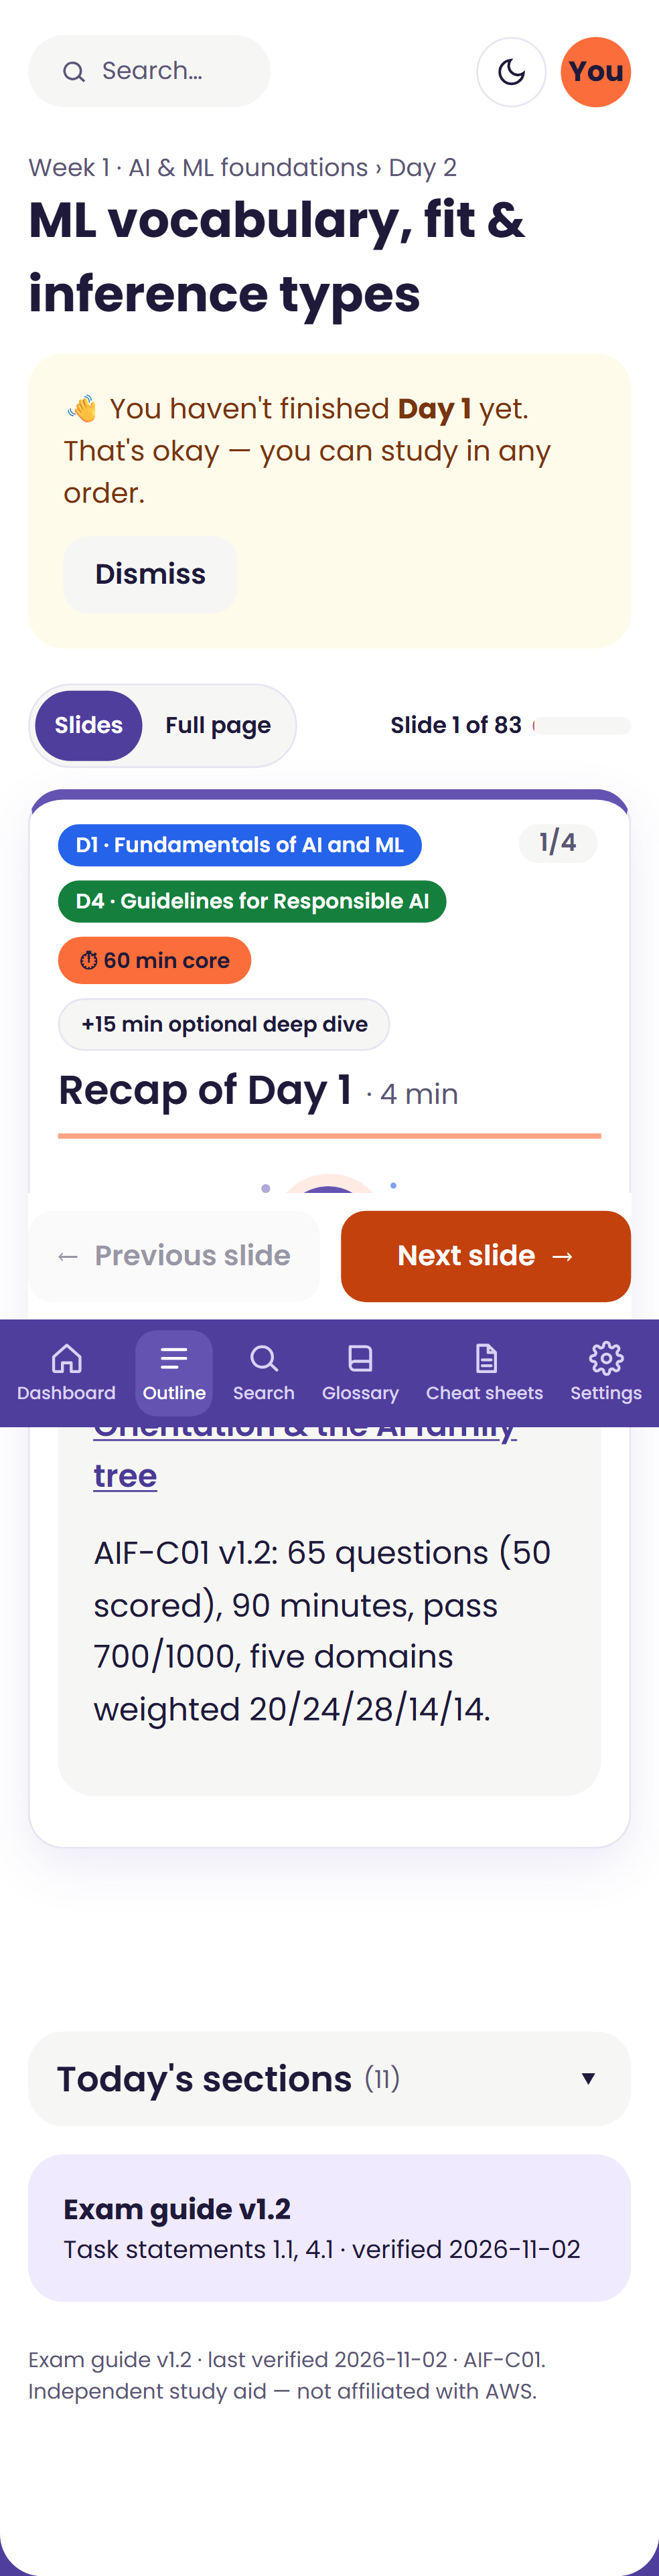 Search...
You
Week 1 · AI & ML foundations › Day 2
ML vocabulary, fit &
inference types
👋 You haven't finished Day 1 yet.
That's okay — you can study in any
order.
Dismiss
Slides
Full page
Slide 1 of 83
D1 · Fundamentals of AI and ML
1/4
D4 · Guidelines for Responsible AI
⏱ 60 min core
+15 min optional deep dive
Recap of Day 1 · 4 min
← Previous slide
Next slide →
Dashboard
Outline
Search
Glossary
Cheat sheets
Settings
Orientation & the AI family
tree
AIF-C01 v1.2: 65 questions (50
scored), 90 minutes, pass
700/1000, five domains
weighted 20/24/28/14/14.
Today's sections (11) ▼
Exam guide v1.2
Task statements 1.1, 4.1 · verified 2026-11-02
Exam guide v1.2 · last verified 2026-11-02 · AIF-C01.
Independent study aid — not affiliated with AWS.